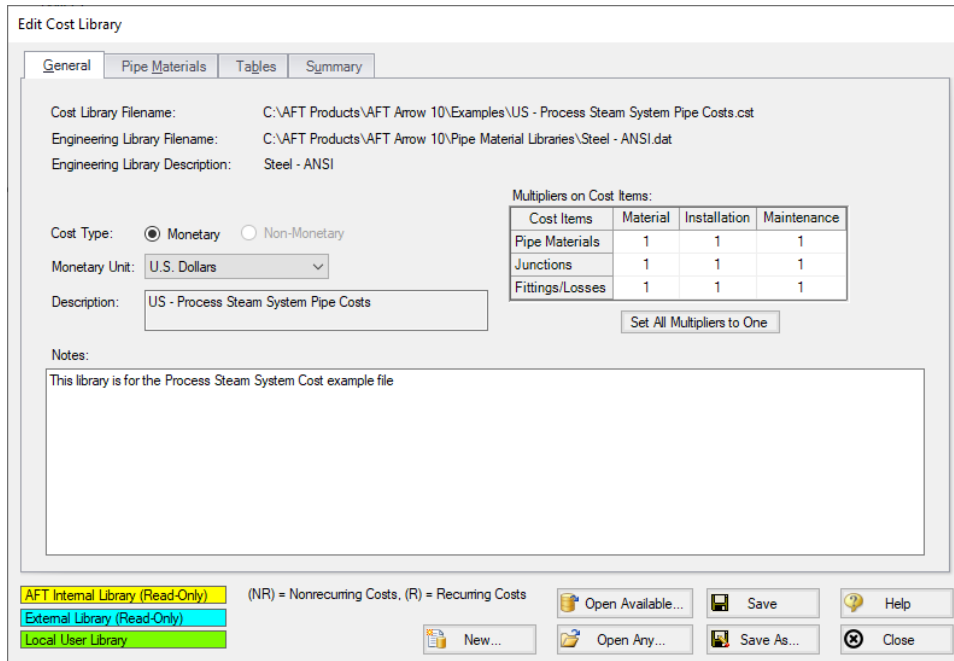 Edit Cost Library
General Pipe Materials Tables Summary
Cost Library Filename: C:\AFT Products\AFT Arrow 10\Examples\US - Process Steam System Pipe Costs.cst
Engineering Library Filename: C:\AFT Products\AFT Arrow 10\Pipe Material Libraries\Steel - ANSI.dat
Engineering Library Description: Steel - ANSI
Multipliers on Cost Items:
Cost Items Material Installation Maintenance
Pipe Materials 1 1 1
Junctions 1 1 1
Fittings/Losses 1 1 1
Set All Multipliers to One
Cost Type: Monetary Non-Monetary
Monetary Unit: U.S. Dollars
Description: US - Process Steam System Pipe Costs
Notes:
This library is for the Process Steam System Cost example file
AFT Internal Library (Read-Only)
External Library (Read-Only)
Local User Library
(NR) = Nonrecurring Costs, (R) = Recurring Costs
Open Available... Save Help
New... Open Any... Save As... Close